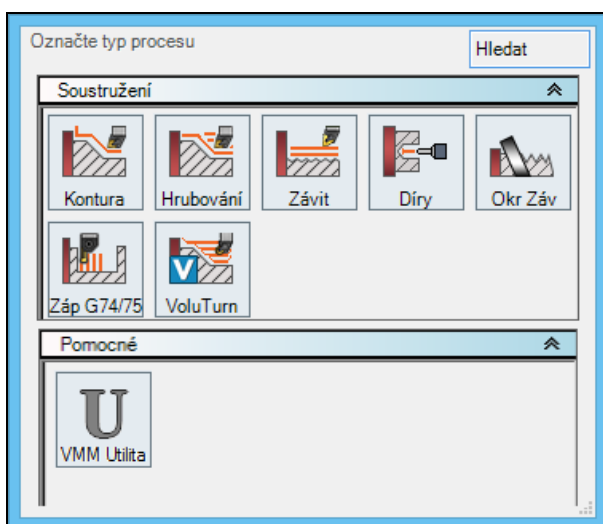 Označte typ procesu
Hledat
Soustružení
Kontura
Hrubování
Závit
Díry
Okr Záv
Záp G74/75
V
VoluTurn
Pomocné
U
VMM Utilita